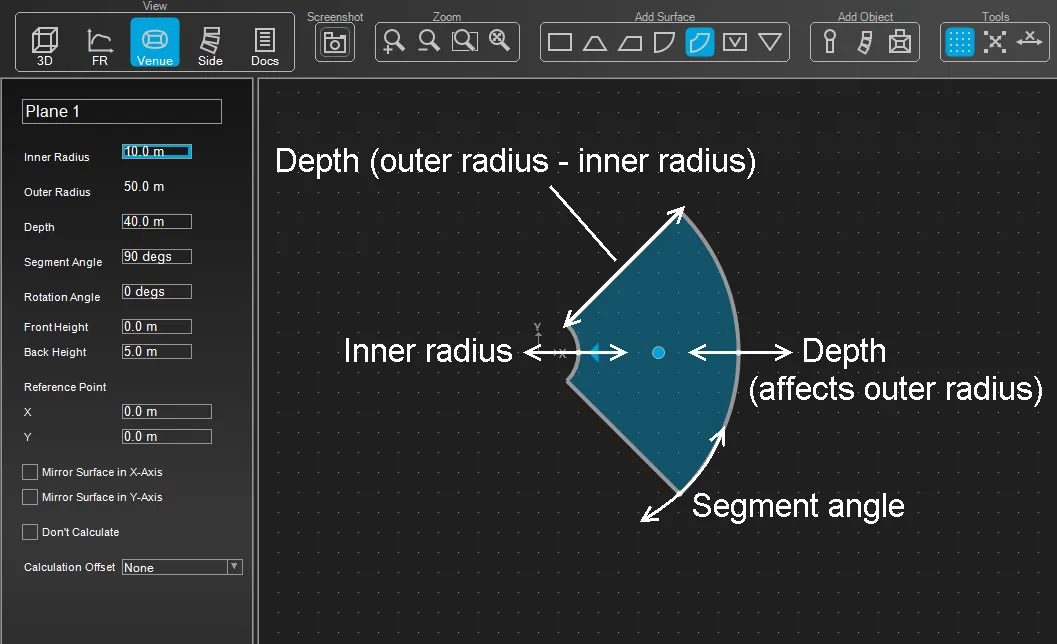 View
Screenshot
Zoom
Add Surface
Add Object
Tools
3D
FR
Venue
Side
Docs
Plane 1
Inner Radius
10.0 m
Outer Radius
50.0 m
Depth
40.0 m
Segment Angle
90 degs
Rotation Angle
0 degs
Front Height
0.0 m
Back Height
5.0 m
Reference Point
X
0.0 m
Y
0.0 m
Mirror Surface in X-Axis
Mirror Surface in Y-Axis
Don't Calculate
Calculation Offset
None
Depth (outer radius - inner radius)
Y
Inner radius
X
Depth
(affects outer radius)
Segment angle